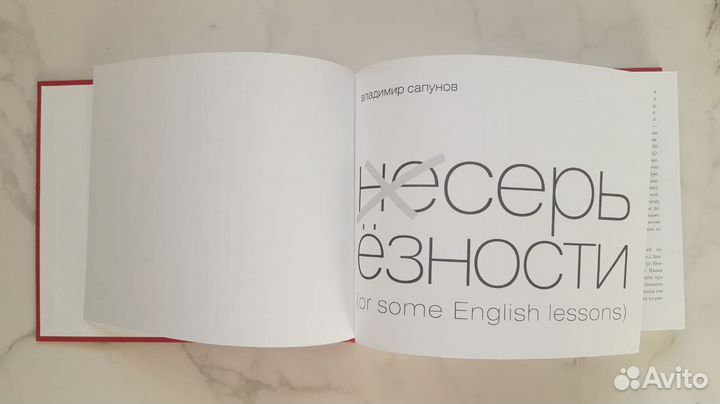 владимир сапунов
несерь
ёзности
(or some English lessons)
Avito